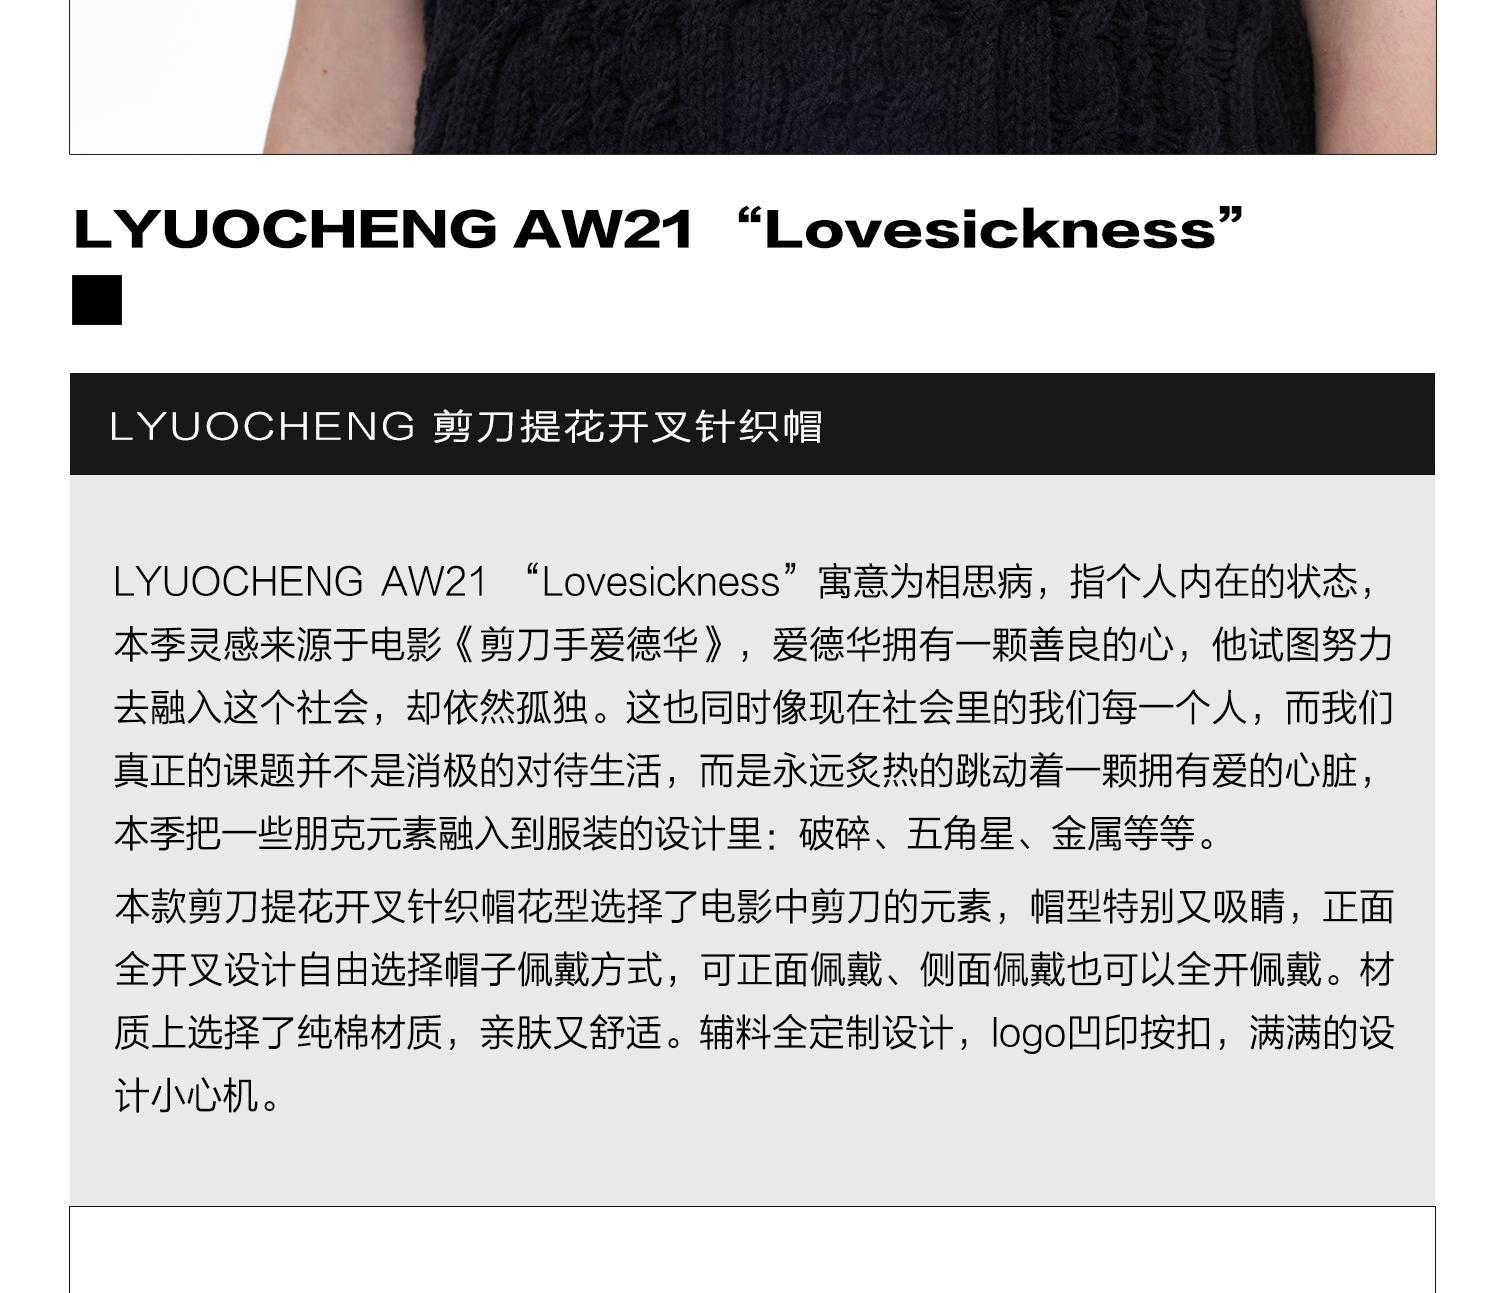 LYUOCHENG AW21 “Lovesickness”
LYUOCHENG 剪刀提花开叉针织帽
LYUOCHENG AW21 “Lovesickness”寓意为相思病，指个人内在的状态，
本季灵感来源于电影《剪刀手爱德华》，爱德华拥有一颗善良的心，他试图努力
去融入这个社会，却依然孤独。这也同时像现在社会里的我们每一个人，而我们
真正的课题并不是消极的对待生活，而是永远炙热的跳动着一颗拥有爱的心脏，
本季把一些朋克元素融入到服装的设计里：破碎、五角星、金属等等。
本款剪刀提花开叉针织帽花型选择了电影中剪刀的元素，帽型特别又吸睛，正面
全开叉设计自由选择帽子佩戴方式，可正面佩戴、侧面佩戴也可以全开佩戴。材
质上选择了纯棉材质，亲肤又舒适。辅料全定制设计，logo凹印按扣，满满的设
计小心机。